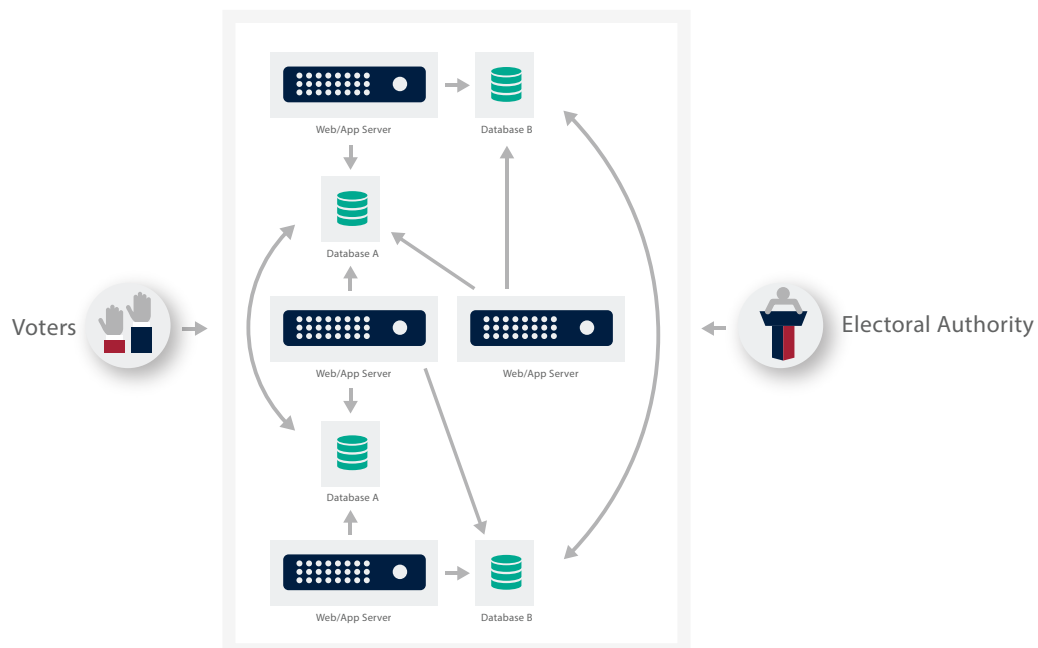 Web/App Server
Database B
Database A
Voters
Web/App Server
Web/App Server
Electoral Authority
Database A
Web/App Server
Database B